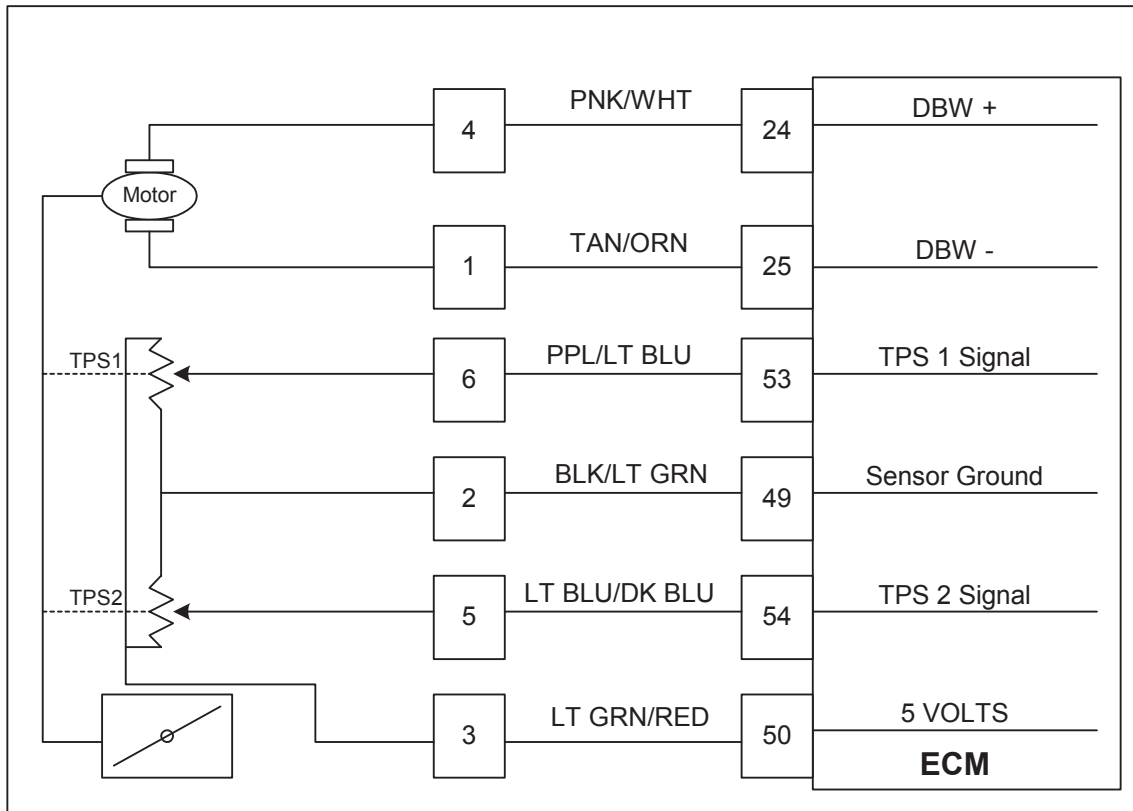 PNK/WHT
4
24
DBW +
Motor
TAN/ORN
1
25
DBW -
TPS1
PPL/LT BLU
6
53
TPS 1 Signal
BLK/LT GRN
2
49
Sensor Ground
TPS2
LT BLU/DK BLU
5
54
TPS 2 Signal
LT GRN/RED
3
50
5 VOLTS
ECM